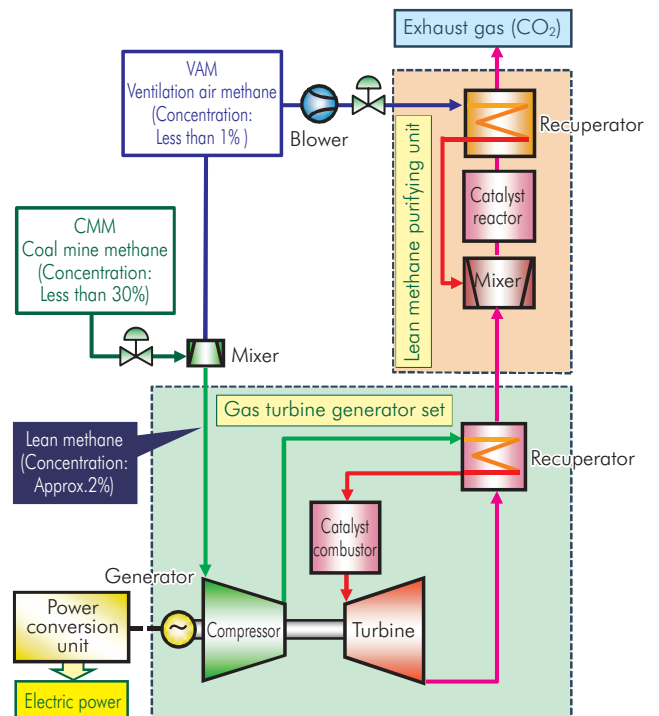 Exhaust gas (CO₂)
VAM
Ventilation air methane
(Concentration:
Less than 1% )
Blower
Recuperator
Lean methane purifying unit
Catalyst
reactor
CMM
Coal mine methane
(Concentration:
Less than 30%)
Mixer
Mixer
Gas turbine generator set
Lean methane
(Concentration:
Approx.2%)
Recuperator
Catalyst
combustor
Generator
Compressor
Turbine
Power
conversion
unit
~
Electric power